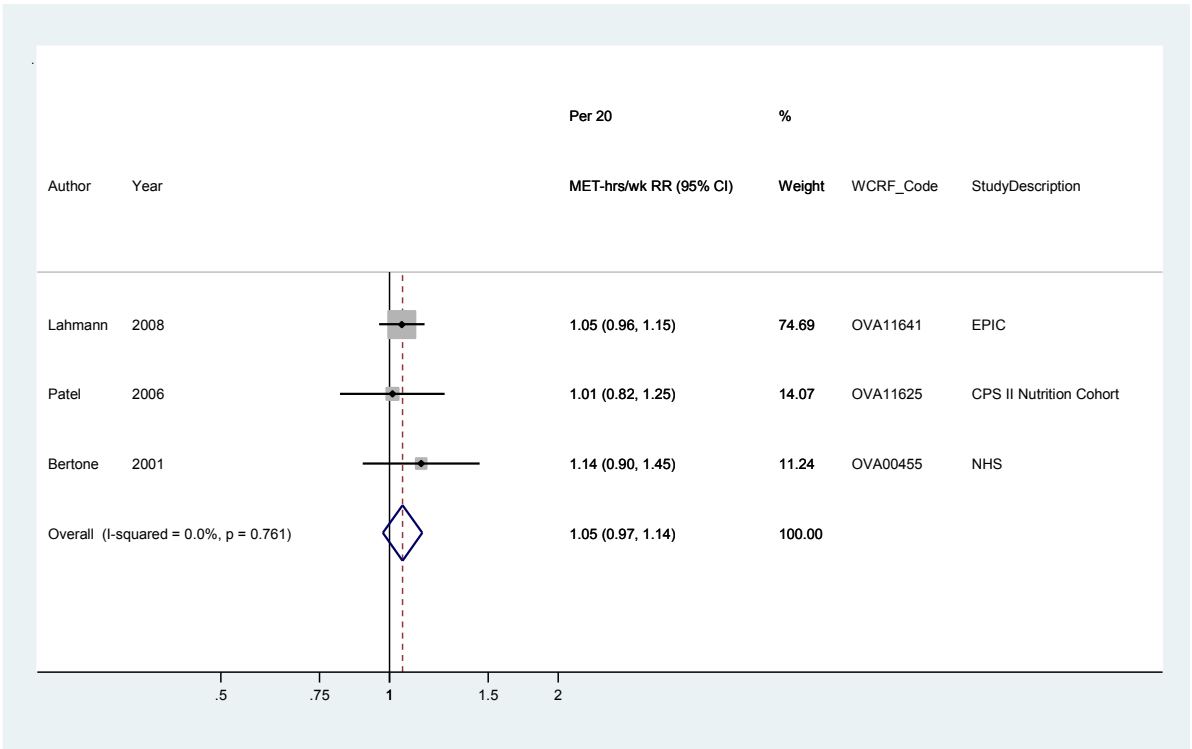 Per 20 %
Author Year MET-hrs/wk RR (95% CI) Weight WCRF_Code StudyDescription
Lahmann 2008 1.05 (0.96, 1.15) 74.69 OVA11641 EPIC
Patel 2006 1.01 (0.82, 1.25) 14.07 OVA11625 CPS II Nutrition Cohort
Bertone 2001 1.14 (0.90, 1.45) 11.24 OVA00455 NHS
Overall (I-squared = 0.0%, p = 0.761) 1.05 (0.97, 1.14) 100.00
.5 .75 1 1.5 2